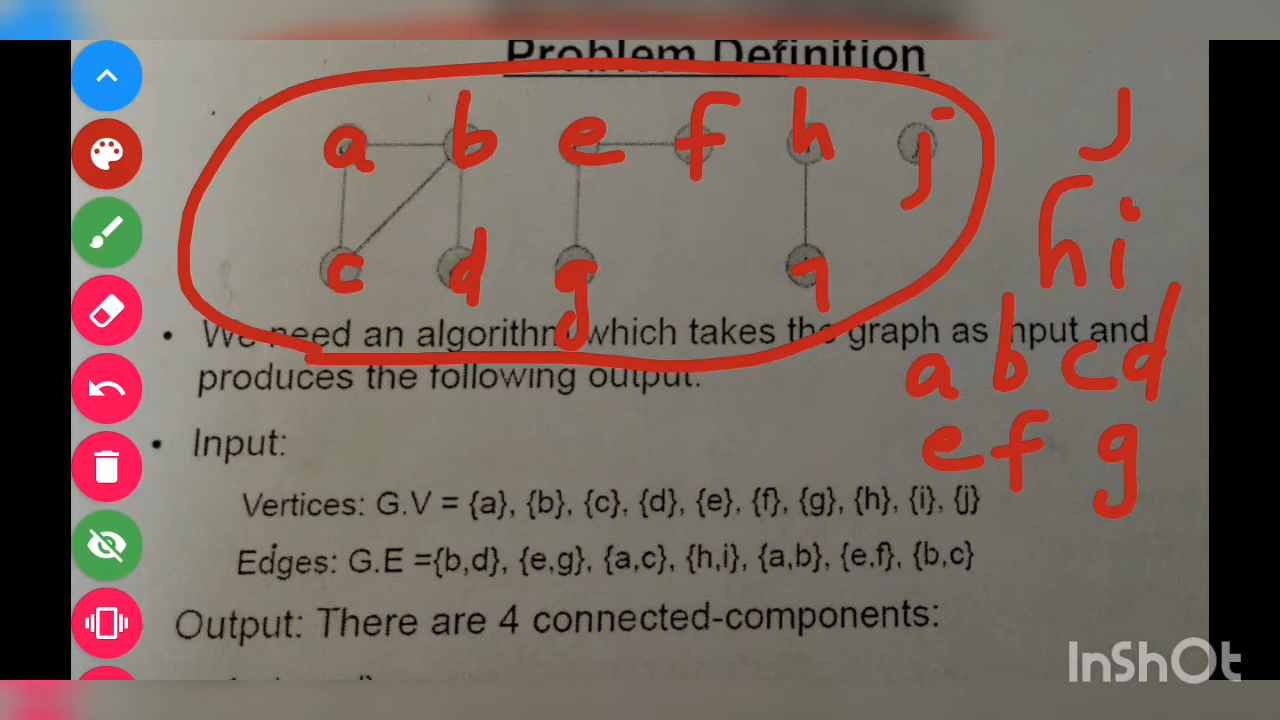 Problem Definition
a b e f h j
c d g
J
h i
a b c d
e f g
• We need an algorithm which takes the graph as input and
produces the following output:
• Input:
Vertices: G.V = {a}, {b}, {c}, {d}, {e}, {f}, {g}, {h}, {i}, {j}
Edges: G.E ={b,d}, {e,g}, {a,c}, {h,i}, {a,b}, {e,f}, {b,c}
Output: There are 4 connected-components:
InShOt